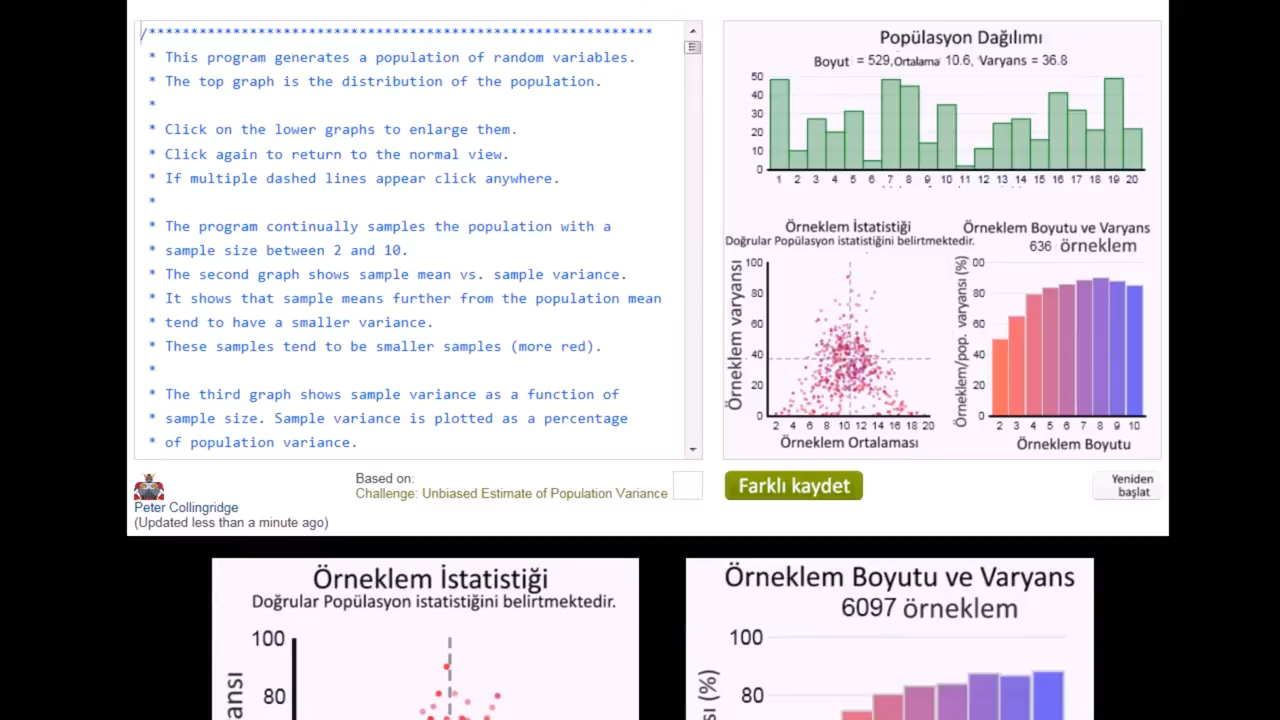 /************************************************************
* This program generates a population of random variables.
* The top graph is the distribution of the population.
*
* Click on the lower graphs to enlarge them.
* Click again to return to the normal view.
* If multiple dashed lines appear click anywhere.
*
* The program continually samples the population with a
* sample size between 2 and 10.
* The second graph shows sample mean vs. sample variance.
* It shows that sample means further from the population mean
* tend to have a smaller variance.
* These samples tend to be smaller samples (more red).
*
* The third graph shows sample variance as a function of
* sample size. Sample variance is plotted as a percentage
* of population variance.
Peter Collingridge
(Updated less than a minute ago)
Based on:
Challenge: Unbiased Estimate of Population Variance
Popülasyon Dağılımı
Boyut = 529, Ortalama 10.6, Varyans = 36.8
50
40
30
20
10
0
1 2 3 4 5 6 7 8 9 10 11 12 13 14 15 16 17 18 19 20
Örneklem İstatistiği
Doğrular Popülasyon istatistiğini belirtmektedir.
Örneklem varyansı
100
80
60
40
20
0
2 4 6 8 10 12 14 16 18 20
Örneklem Ortalaması
Örneklem Boyutu ve Varyans
636 örneklem
Örneklem/pop. varyansı (%)
00
80
60
40
20
0
2 3 4 5 6 7 8 9 10
Örneklem Boyutu
Farklı kaydet
Yeniden
başlat
Örneklem İstatistiği
Doğrular Popülasyon istatistiğini belirtmektedir.
100
80
Örneklem Boyutu ve Varyans
6097 örneklem
100
80
(%)